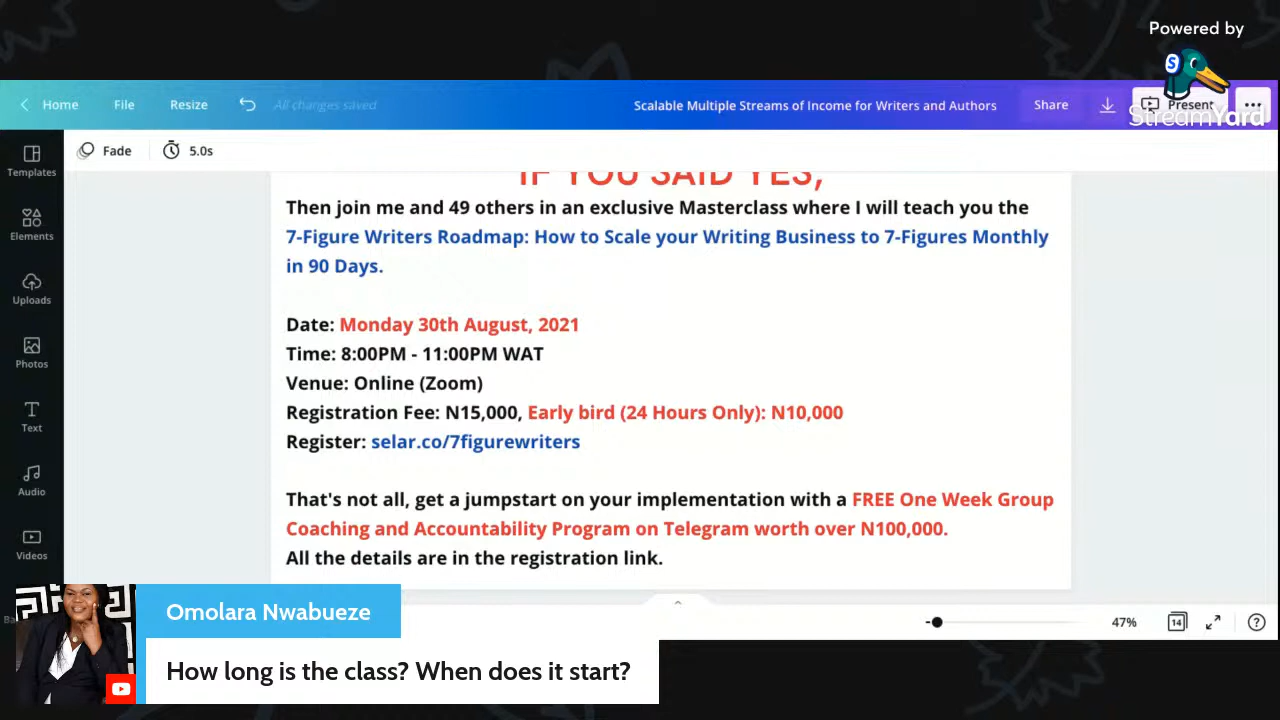 Powered by
StreamYard
Home File Resize All changes saved Scalable Multiple Streams of Income for Writers and Authors Share Present
Templates
Elements
Uploads
Photos
Text
Audio
Videos
Fade 5.0s
IF YOU SAID YES,
Then join me and 49 others in an exclusive Masterclass where I will teach you the
7-Figure Writers Roadmap: How to Scale your Writing Business to 7-Figures Monthly
in 90 Days.
Date: Monday 30th August, 2021
Time: 8:00PM - 11:00PM WAT
Venue: Online (Zoom)
Registration Fee: N15,000, Early bird (24 Hours Only): N10,000
Register: selar.co/7figurewriters
That's not all, get a jumpstart on your implementation with a FREE One Week Group
Coaching and Accountability Program on Telegram worth over N100,000.
All the details are in the registration link.
47% 14
Omolara Nwabueze
How long is the class? When does it start?